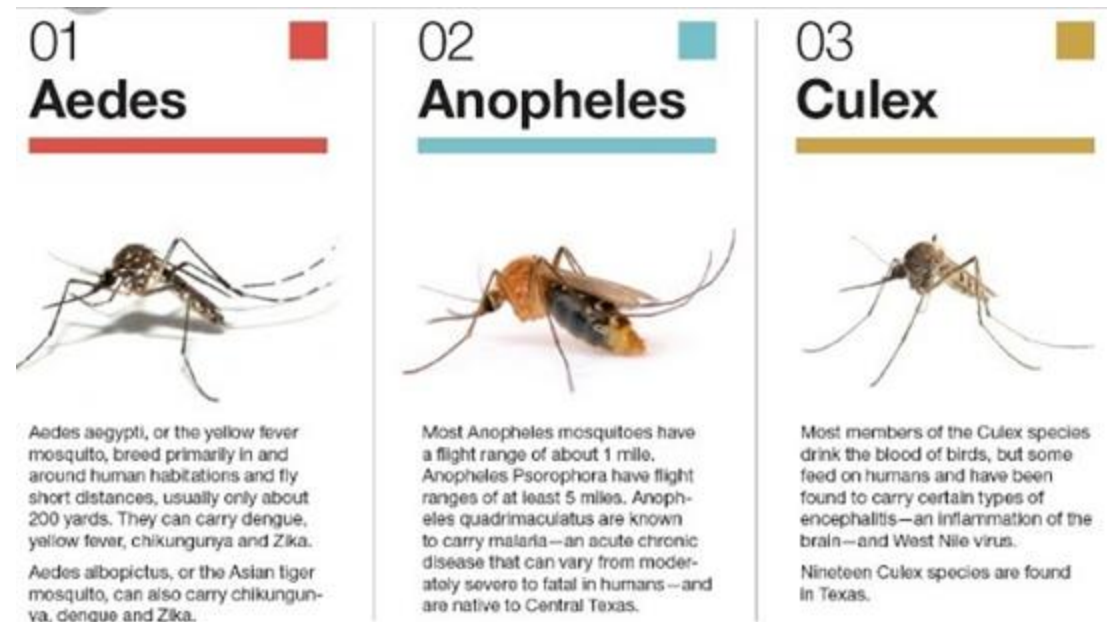 01
Aedes
Aedes aegypti, or the yellow fever
mosquito, breed primarily in and
around human habitations and fly
short distances, usually only about
200 yards. They can carry dengue,
yellow fever, chikungunya and Zika.
Aedes albopictus, or the Asian tiger
mosquito, can also carry chikungun-
ya, dengue and Zika.
02
Anopheles
Most Anopheles mosquitoes have
a flight range of about 1 mile.
Anopheles Psorophora have flight
ranges of at least 5 miles. Anoph-
eles quadrimaculatus are known
to carry malaria—an acute chronic
disease that can vary from moder-
ately severe to fatal in humans—and
are native to Central Texas.
03
Culex
Most members of the Culex species
drink the blood of birds, but some
feed on humans and have been
found to carry certain types of
encephalitis—an inflammation of the
brain—and West Nile virus.
Nineteen Culex species are found
in Texas.